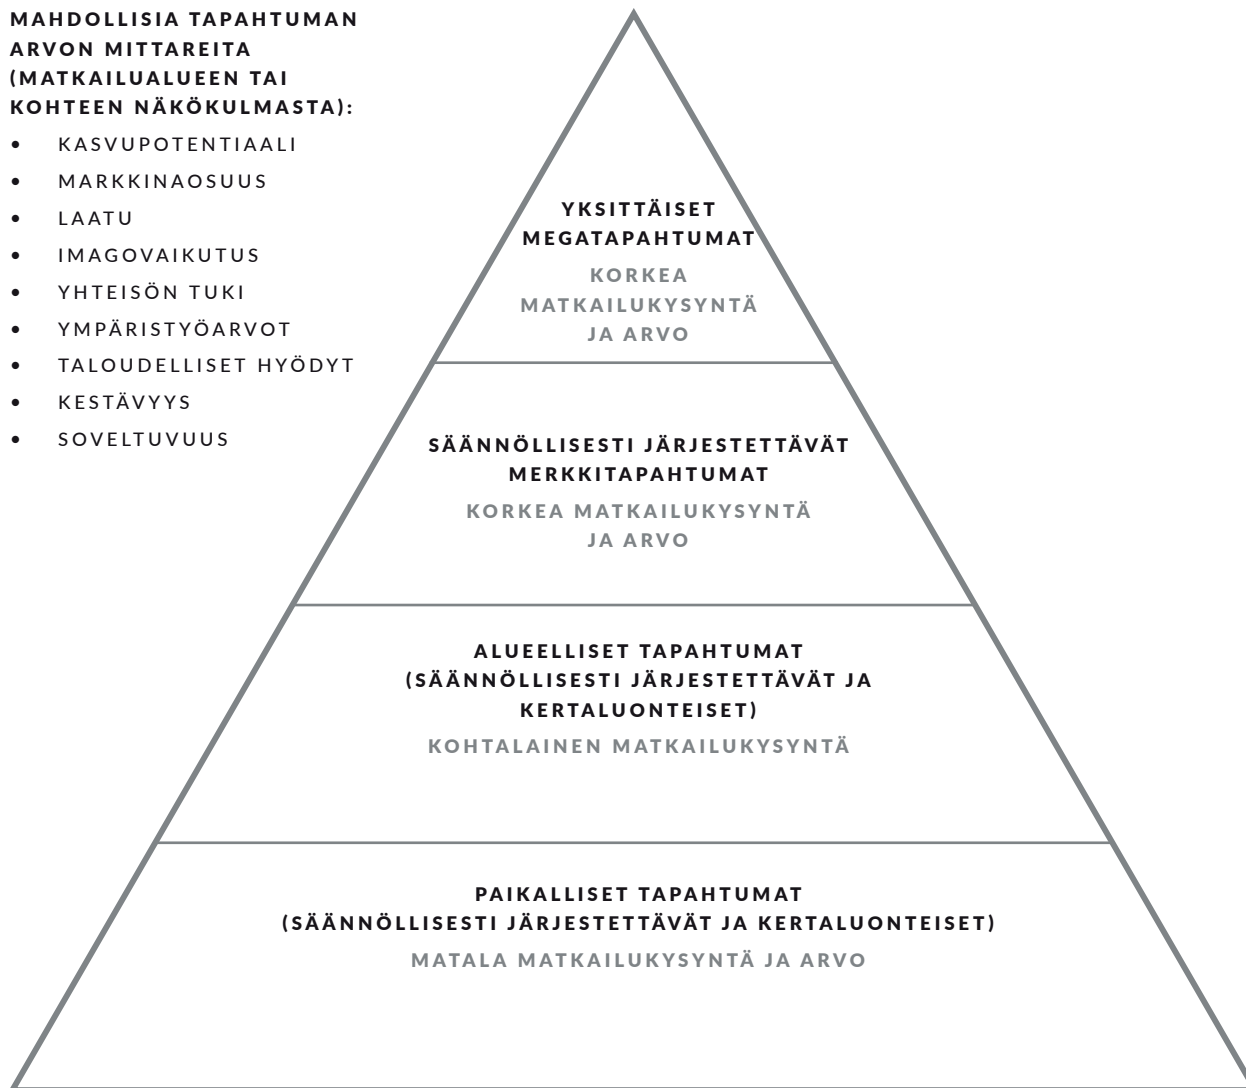 MAHDOLLISIA TAPAHTUMAN
ARVON MITTAREITA
(MATKAILUALUEEN TAI
KOHTEEN NÄKÖKULMASTA):
• KASVUPOTENTIAALI
• MARKKINAOSUUS
• LAATU
• IMAGOVAIKUTUS
• YHTEISÖN TUKI
• YMPÄRISTYÖARVOT
• TALOUDELLISET HYÖDYT
• KESTÄVYYS
• SOVELTUVUUS
YKSITTÄISET
MEGATAPAHTUMAT
KORKEA
MATKAILUKYSYNTÄ
JA ARVO
SÄÄNNÖLLISESTI JÄRJESTETTÄVÄT
MERKKITAPAHTUMAT
KORKEA MATKAILUKYSYNTÄ
JA ARVO
ALUEELLISET TAPAHTUMAT
(SÄÄNNÖLLISESTI JÄRJESTETTÄVÄT JA
KERTALUONTEISET)
KOHTALAINEN MATKAILUKYSYNTÄ
PAIKALLISET TAPAHTUMAT
(SÄÄNNÖLLISESTI JÄRJESTETTÄVÄT JA KERTALUONTEISET)
MATALA MATKAILUKYSYNTÄ JA ARVO